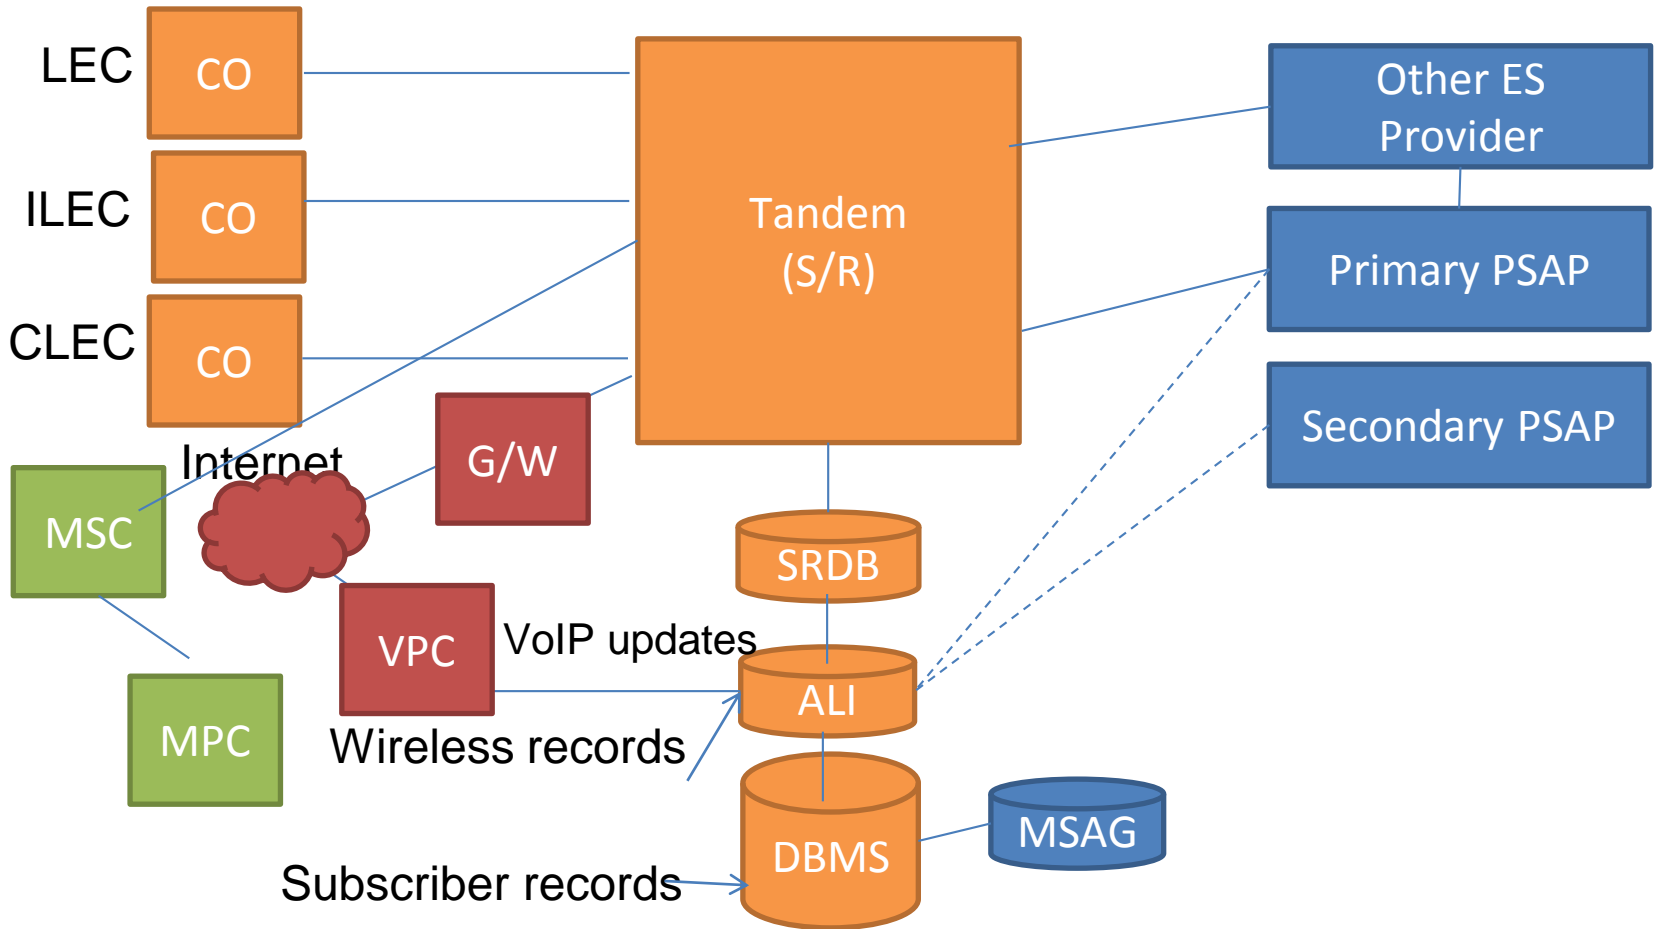 LEC
CO
Other ES
Provider
ILEC
CO
Tandem
(S/R)
Primary PSAP
CLEC
CO
Secondary PSAP
Internet
G/W
MSC
SRDB
VPC
VoIP updates
ALI
MPC
Wireless records
MSAG
DBMS
Subscriber records